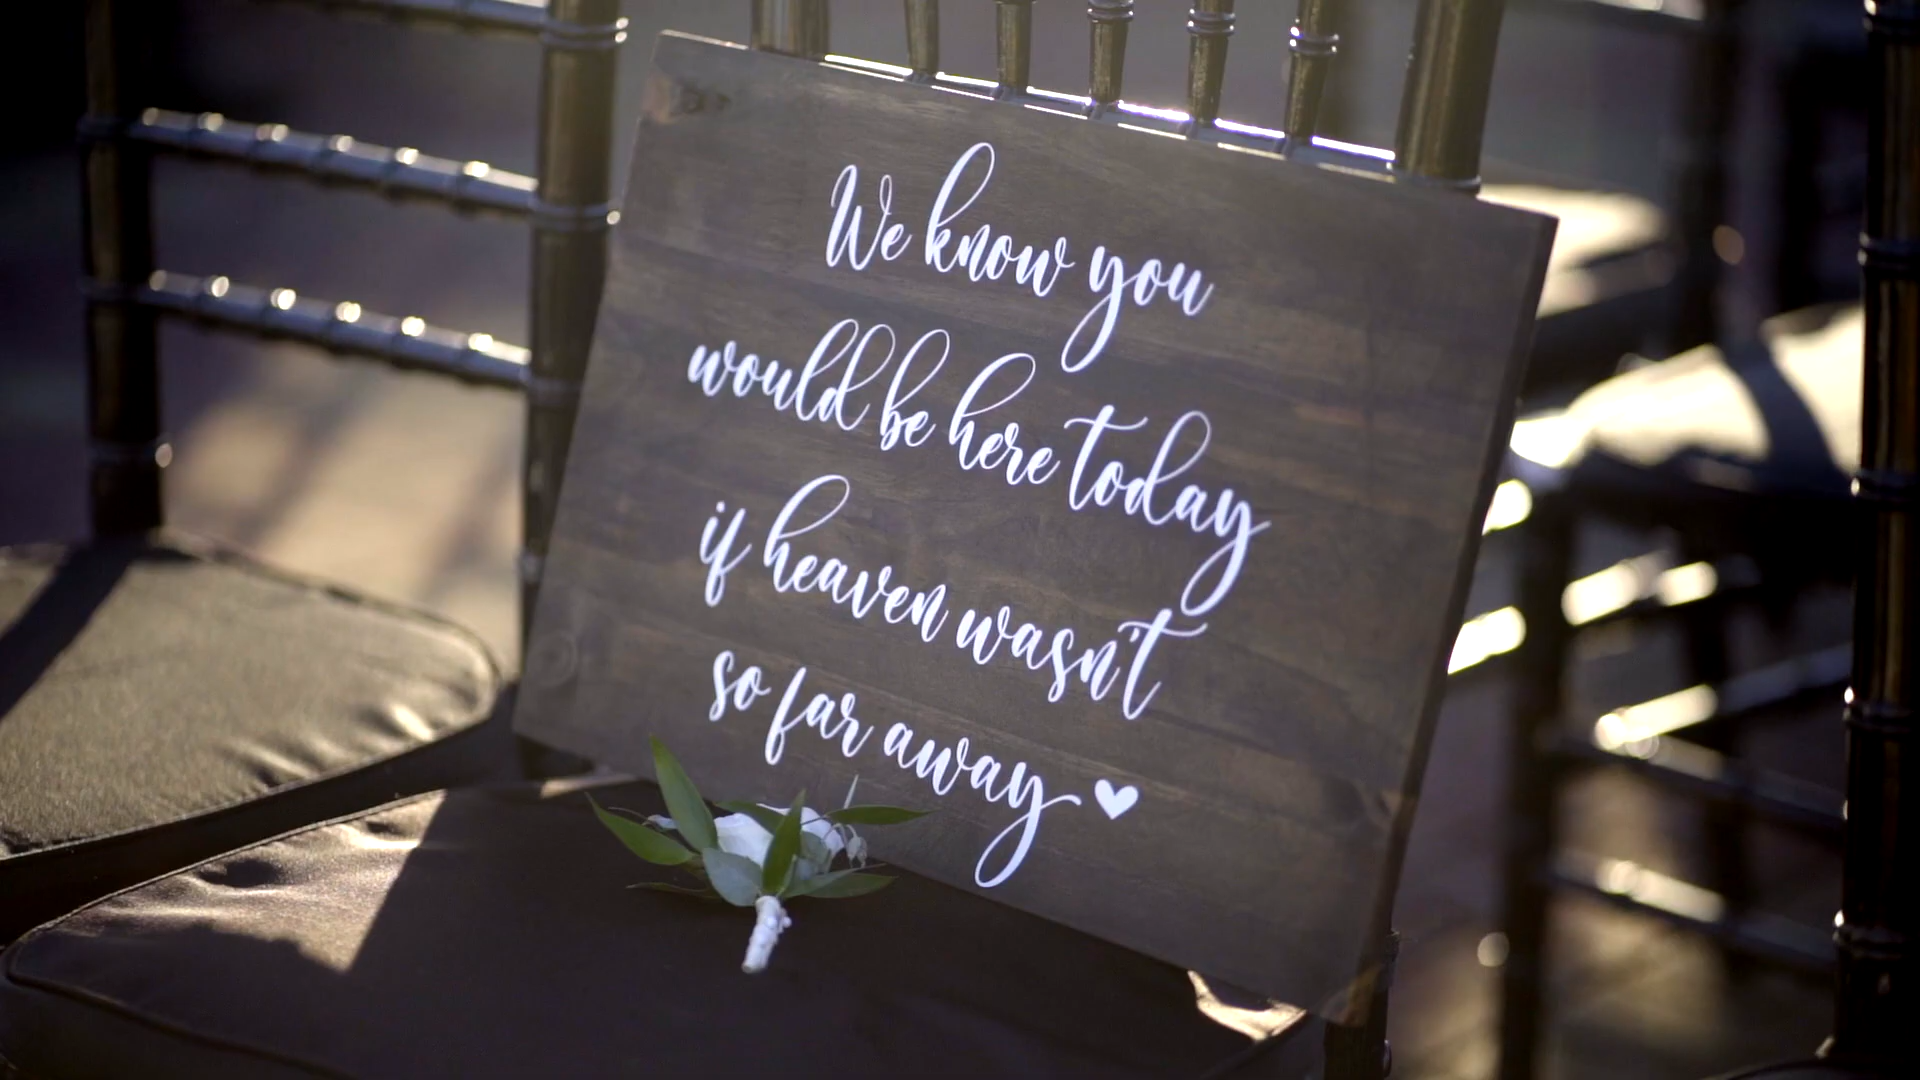 We know you
would be here today
if heaven wasn't
so far away ♥